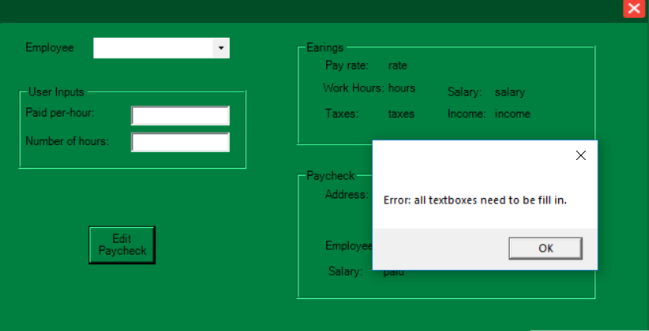 Employee
User Inputs
Paid per-hour:
Number of hours:
Edit
Paycheck
Earings
Pay rate: rate
Work Hours: hours Salary: salary
Taxes: taxes Income: income
Paycheck
Address:
Employee
Salary: paid
Error: all textboxes need to be fill in.
OK